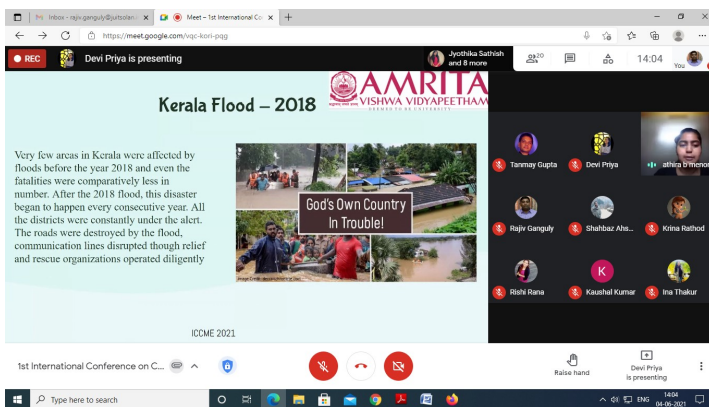 Inbox - rajiv.ganguly@juitsolan.i
Meet – 1st International Co
https://meet.google.com/vqc-kori-pqg
REC
Devi Priya is presenting
Jyothika Sathish
and 8 more
20
14:04
You
Kerala Flood – 2018
AMRITA
VISHWA VIDYAPEETHAM
DEEMED TO BE UNIVERSITY
Very few areas in Kerala were affected by
floods before the year 2018 and even the
fatalities were comparatively less in
number. After the 2018 flood, this disaster
began to happen every consecutive year. All
the districts were constantly under the alert.
The roads were destroyed by the flood,
communication lines disrupted though relief
and rescue organizations operated diligently
God's Own Country
In Trouble!
ICCME 2021
Tanmay Gupta
Devi Priya
athira b menon
Rajiv Ganguly
Shahbaz Ahs...
Krina Rathod
Rishi Rana
K
Kaushal Kumar
Ina Thakur
1st International Conference on C...
Raise hand
Devi Priya
is presenting
Type here to search
ENG
14:04
04-06-2021